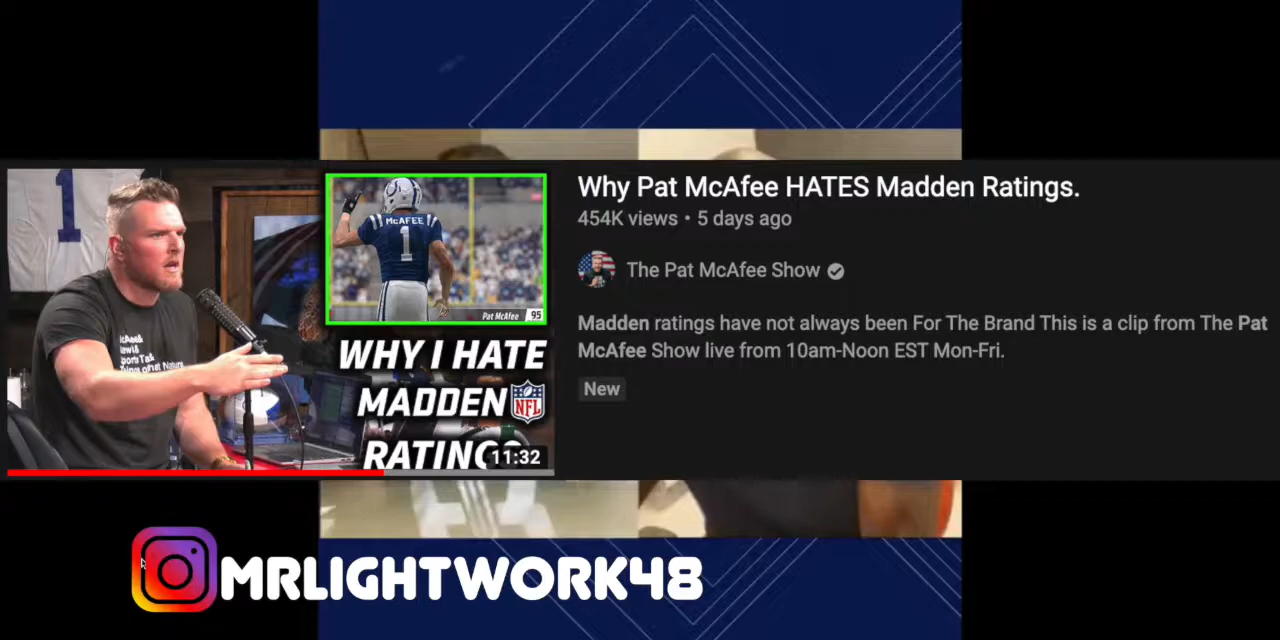 Why Pat McAfee HATES Madden Ratings.
454K views • 5 days ago
The Pat McAfee Show
Madden ratings have not always been For The Brand This is a clip from The Pat
McAfee Show live from 10am-Noon EST Mon-Fri.
New
1
McAFEE
1
Pat McAfee 95
WHY I HATE
MADDEN
NFL
RATING
11:32
MRLIGHTWORK48